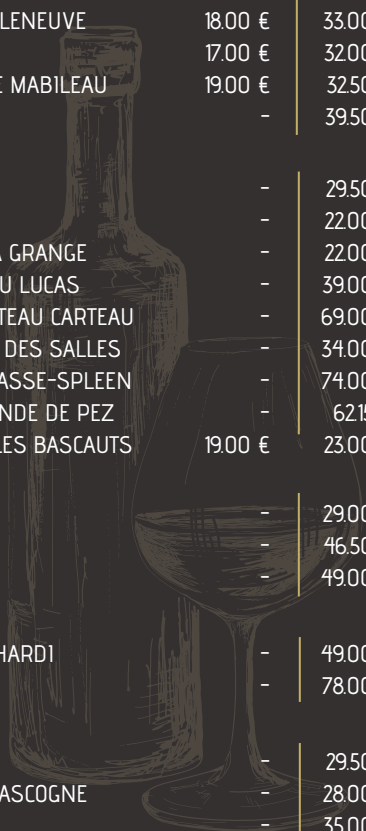 LENEUVE 18.00 € 33.00
17.00 € 32.00
E MABILEAU 19.00 € 32.50
- 39.50
- 29.50
- 22.00
A GRANGE - 22.00
U LUCAS - 39.00
TEAU CARTEAU - 69.00
DES SALLES - 34.00
ASSE-SPLEEN - 74.00
NDE DE PEZ - 62.15
LES BASCAUTS 19.00 € 23.00
- 29.00
- 46.50
- 49.00
HARDI - 49.00
- 78.00
- 29.50
ASCOGNE - 28.00
- 35.00